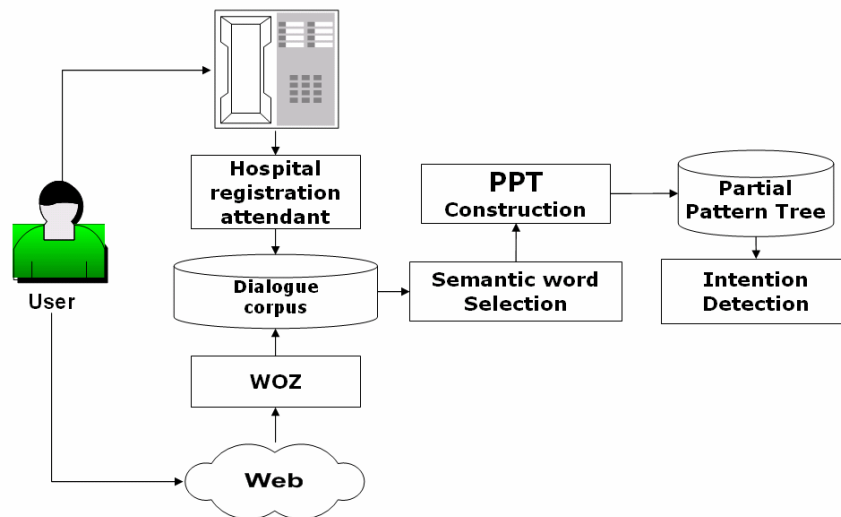 Hospital
registration
attendant
PPT
Construction
Partial
Pattern Tree
User
Dialogue
corpus
Semantic word
Selection
Intention
Detection
WOZ
Web